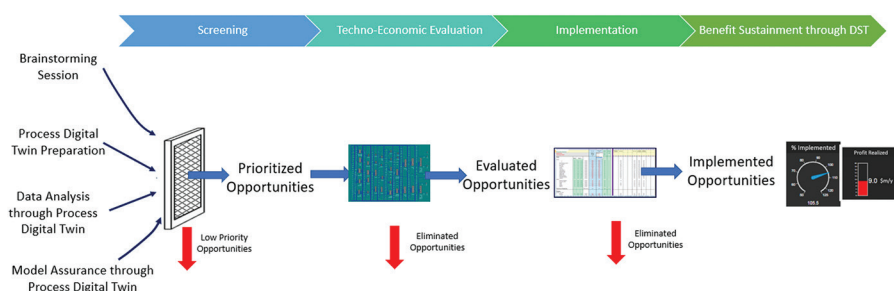 Screening
Techno-Economic Evaluation
Implementation
Benefit Sustainment through DST
Brainstorming
Session
Process Digital
Twin Preparation
Data Analysis
through Process
Digital Twin
Model Assurance through
Process Digital Twin
Prioritized
Opportunities
Evaluated
Opportunities
Implemented
Opportunities
Low Priority
Opportunities
Eliminated
Opportunities
Eliminated
Opportunities
% Implemented
Profit Realized
9.0 $m/y